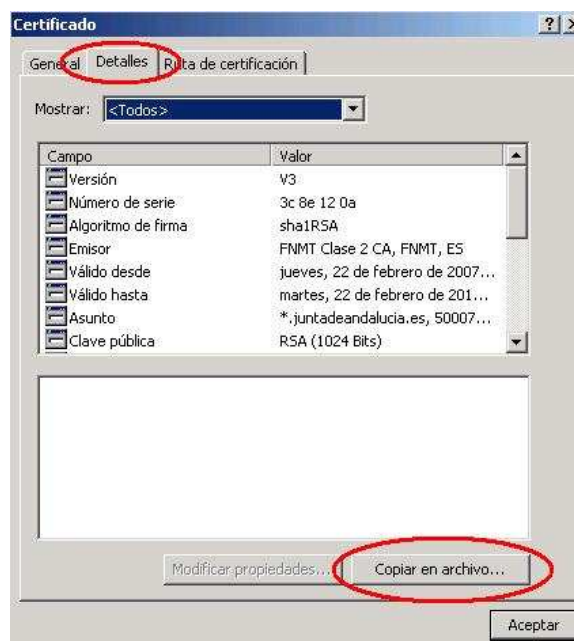 Certificado
General Detalles Ruta de certificación
Mostrar: <Todos>
Campo Valor
Versión V3
Número de serie 3c 8e 12 0a
Algoritmo de firma sha1RSA
Emisor FNMT Clase 2 CA, FNMT, ES
Válido desde jueves, 22 de febrero de 2007...
Válido hasta martes, 22 de febrero de 201...
Asunto *.juntadeandalucia.es, 50007...
Clave pública RSA (1024 Bits)
Modificar propiedades... Copiar en archivo...
Aceptar